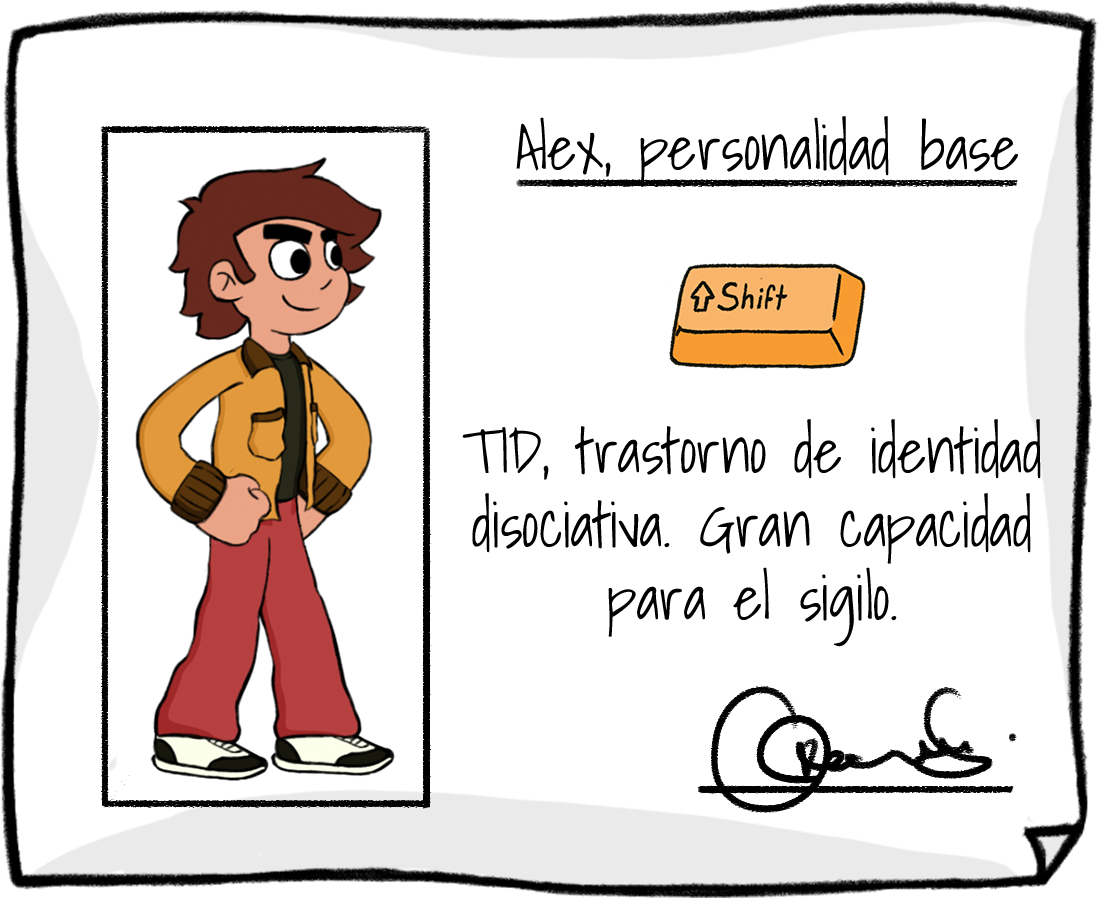 Alex, personalidad base
Shift
TID, trastorno de identidad
disociativa. Gran capacidad
para el sigilo.